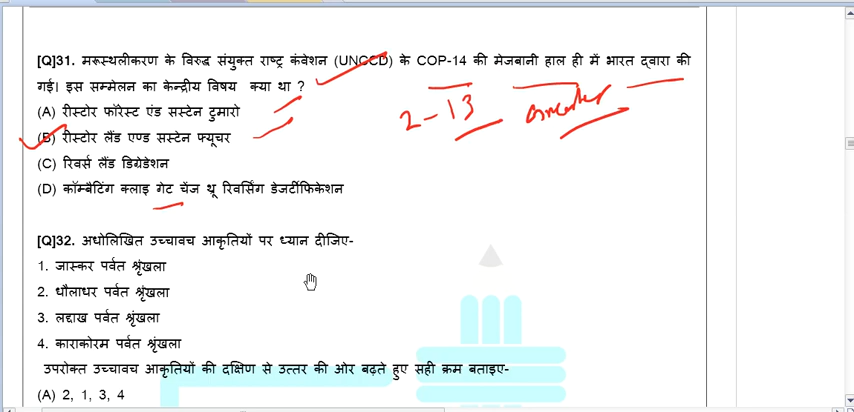 [Q]31. मरूस्थलीकरण के विरुद्ध संयुक्त राष्ट्र कंवेशन (UNCCD) के COP-14 की मेजबानी हाल ही में भारत द्वारा की
गई। इस सम्मेलन का केन्द्रीय विषय क्या था ?
(A) रीस्टोर फॉरेस्ट एंड सस्टेन टुमारो
2-13
(B) रीस्टोर लैंड एण्ड सस्टेन फ्यूचर
(C) रिवर्स लैंड डिग्रेडेशन
(D) कॉम्बैटिंग क्लाइ गेट चेंज थ्रू रिवर्सिंग डेजर्टीफिकेशन
[Q]32. अधोलिखित उच्चावच आकृतियों पर ध्यान दीजिए-
1. जास्कर पर्वत श्रृंखला
2. धौलाधर पर्वत श्रृंखला
3. लद्दाख पर्वत श्रृंखला
4. काराकोरम पर्वत श्रृंखला
उपरोक्त उच्चावच आकृतियों की दक्षिण से उत्तर की ओर बढ़ते हुए सही क्रम बताइए-
(A) 2, 1, 3, 4